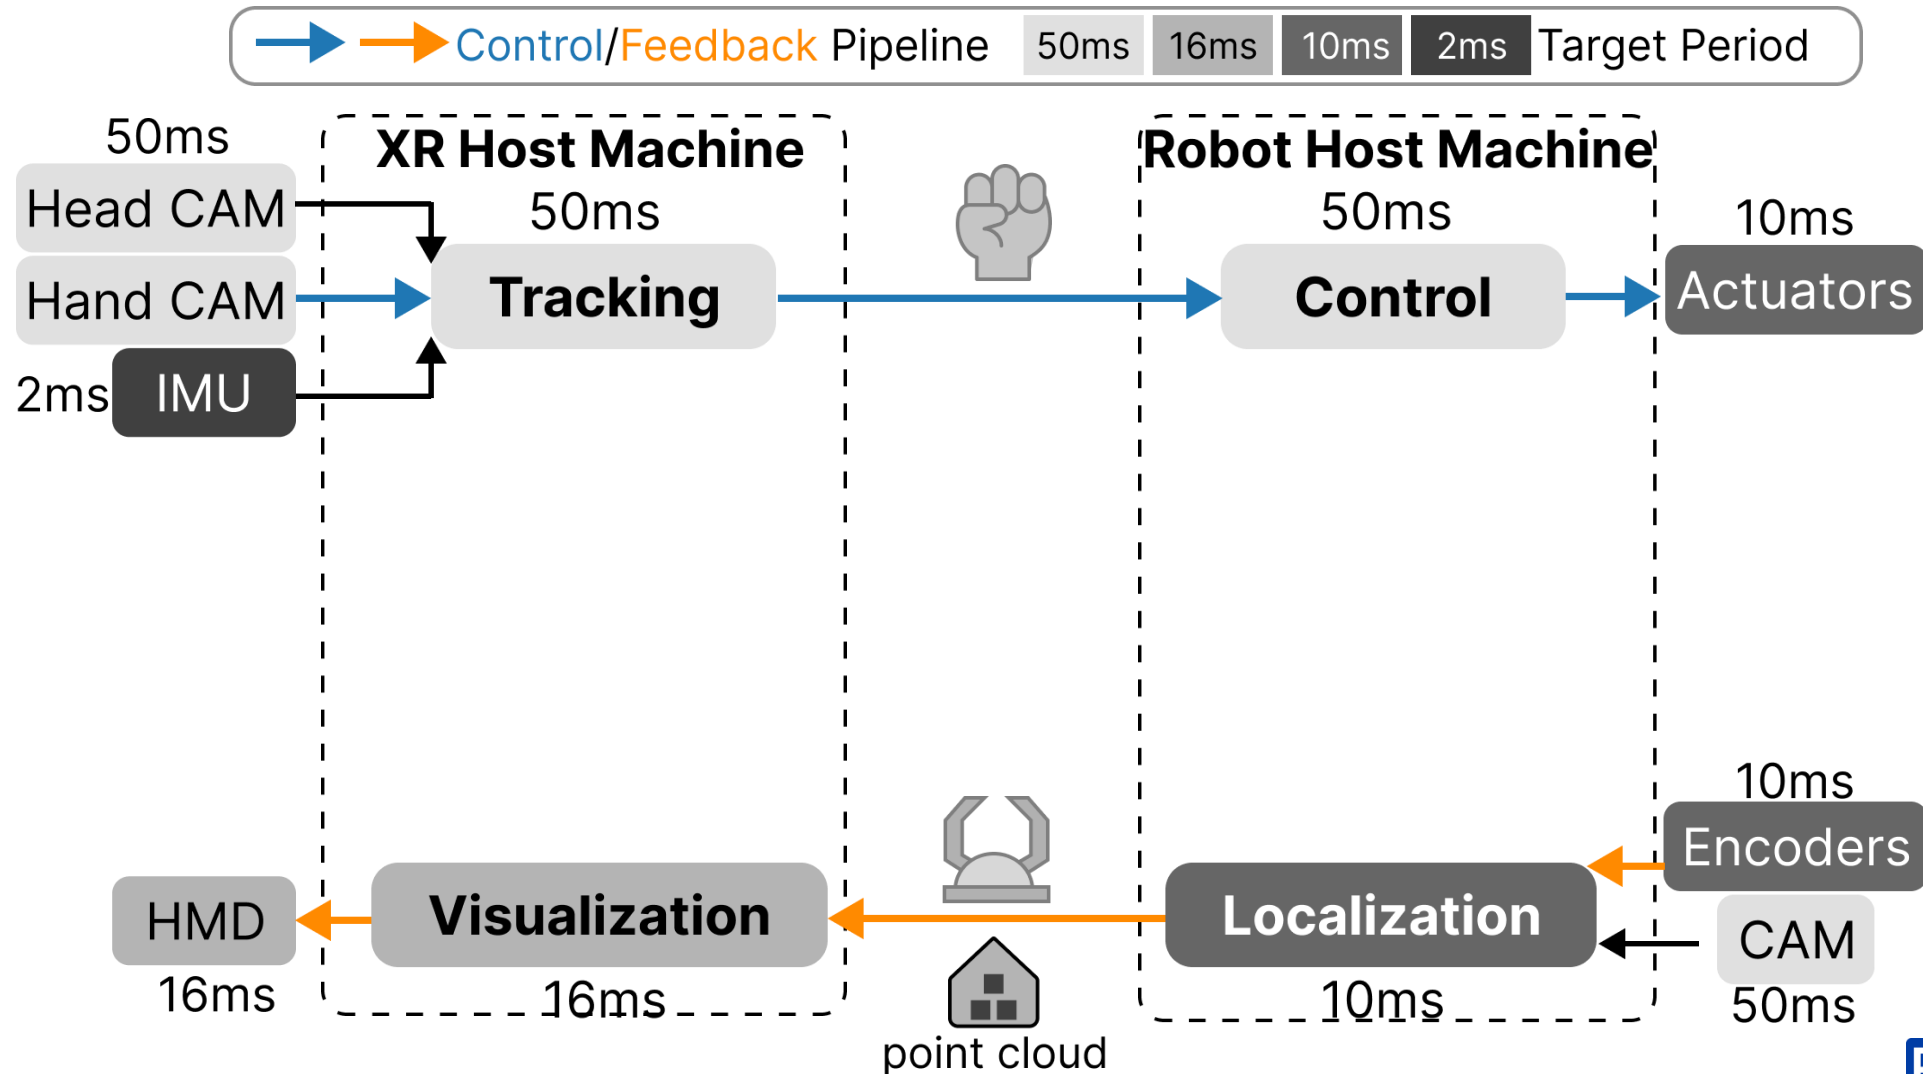 Control/Feedback Pipeline 50ms 16ms 10ms 2ms Target Period
50ms
Head CAM
Hand CAM
2ms IMU
XR Host Machine
50ms
Tracking
Robot Host Machine
50ms
Control
10ms
Actuators
HMD
16ms
Visualization
16ms
point cloud
Localization
10ms
10ms
Encoders
CAM
50ms